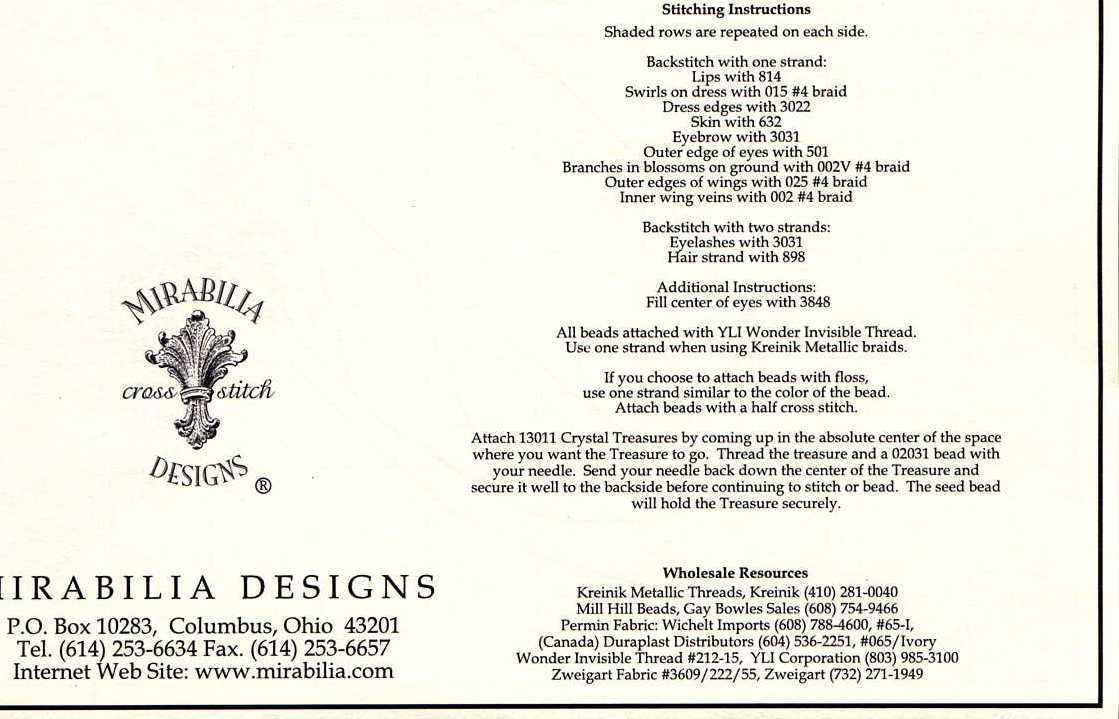 Stitching Instructions
Shaded rows are repeated on each side.
Backstitch with one strand:
Lips with 814
Swirls on dress with 015 #4 braid
Dress edges with 3022
Skin with 632
Eyebrow with 3031
Outer edge of eyes with 501
Branches in blossoms on ground with 002V #4 braid
Outer edges of wings with 025 #4 braid
Inner wing veins with 002 #4 braid
Backstitch with two strands:
Eyelashes with 3031
Hair strand with 898
Additional Instructions:
Fill center of eyes with 3848
All beads attached with YLI Wonder Invisible Thread.
Use one strand when using Kreinik Metallic braids.
If you choose to attach beads with floss,
use one strand similar to the color of the bead.
Attach beads with a half cross stitch.
Attach 13011 Crystal Treasures by coming up in the absolute center of the space
where you want the Treasure to go.  Thread the treasure and a 02031 bead with
your needle.  Send your needle back down the center of the Treasure and
secure it well to the backside before continuing to stitch or bead.  The seed bead
will hold the Treasure securely.
MIRABILIA
cross stitch
DESIGNS ®
MIRABILIA DESIGNS
P.O. Box 10283,  Columbus, Ohio  43201
Tel. (614) 253-6634 Fax. (614) 253-6657
Internet Web Site: www.mirabilia.com
Wholesale Resources
Kreinik Metallic Threads, Kreinik (410) 281-0040
Mill Hill Beads, Gay Bowles Sales (608) 754-9466
Permin Fabric: Wichelt Imports (608) 788-4600, #65-I,
(Canada) Duraplast Distributors (604) 536-2251, #065/Ivory
Wonder Invisible Thread #212-15,  YLI Corporation (803) 985-3100
Zweigart Fabric #3609/222/55, Zweigart (732) 271-1949